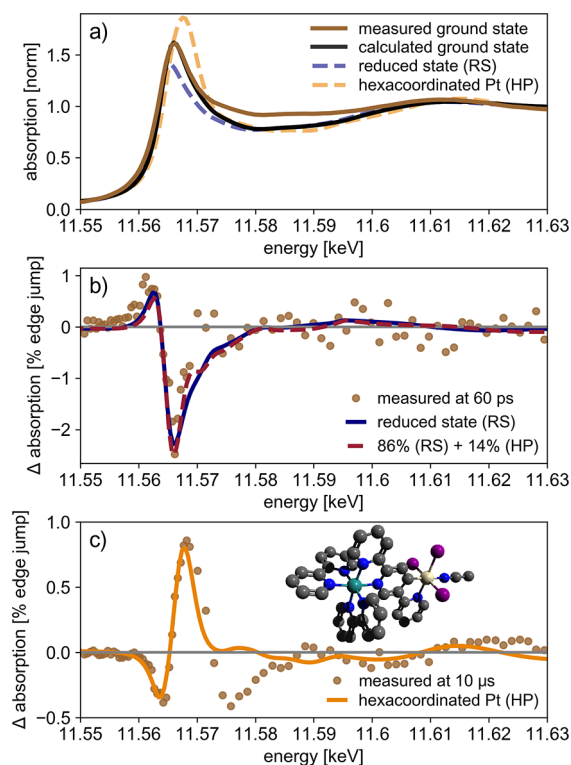 a)
measured ground state
calculated ground state
reduced state (RS)
hexacoordinated Pt (HP)
absorption [norm]
1.5
1.0
0.5
0.0
11.55 11.56 11.57 11.58 11.59 11.6 11.61 11.62 11.63
energy [keV]
b)
Δ absorption [% edge jump]
1
0
−1
−2
measured at 60 ps
reduced state (RS)
86% (RS) + 14% (HP)
11.55 11.56 11.57 11.58 11.59 11.6 11.61 11.62 11.63
energy [keV]
c)
Δ absorption [% edge jump]
1.0
0.5
0.0
−0.5
measured at 10 μs
hexacoordinated Pt (HP)
11.55 11.56 11.57 11.58 11.59 11.6 11.61 11.62 11.63
energy [keV]